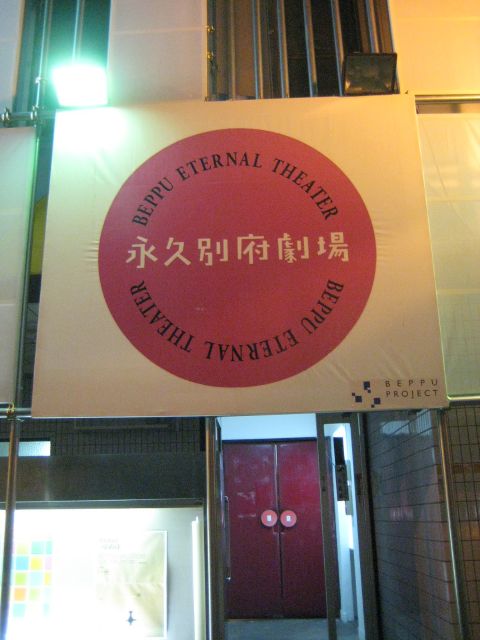 BEPPU ETERNAL THEATER
永久別府劇場
BEPPU ETERNAL THEATER
BEPPU
PROJECT